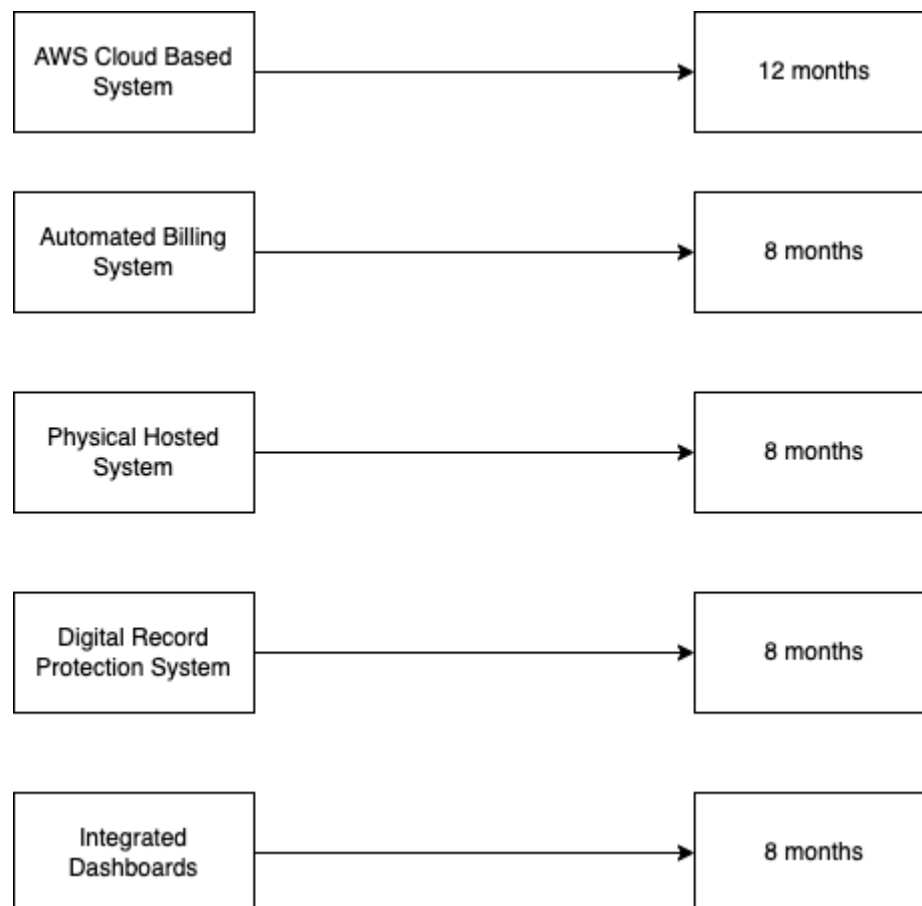 AWS Cloud Based
System
12 months
Automated Billing
System
8 months
Physical Hosted
System
8 months
Digital Record
Protection System
8 months
Integrated
Dashboards
8 months